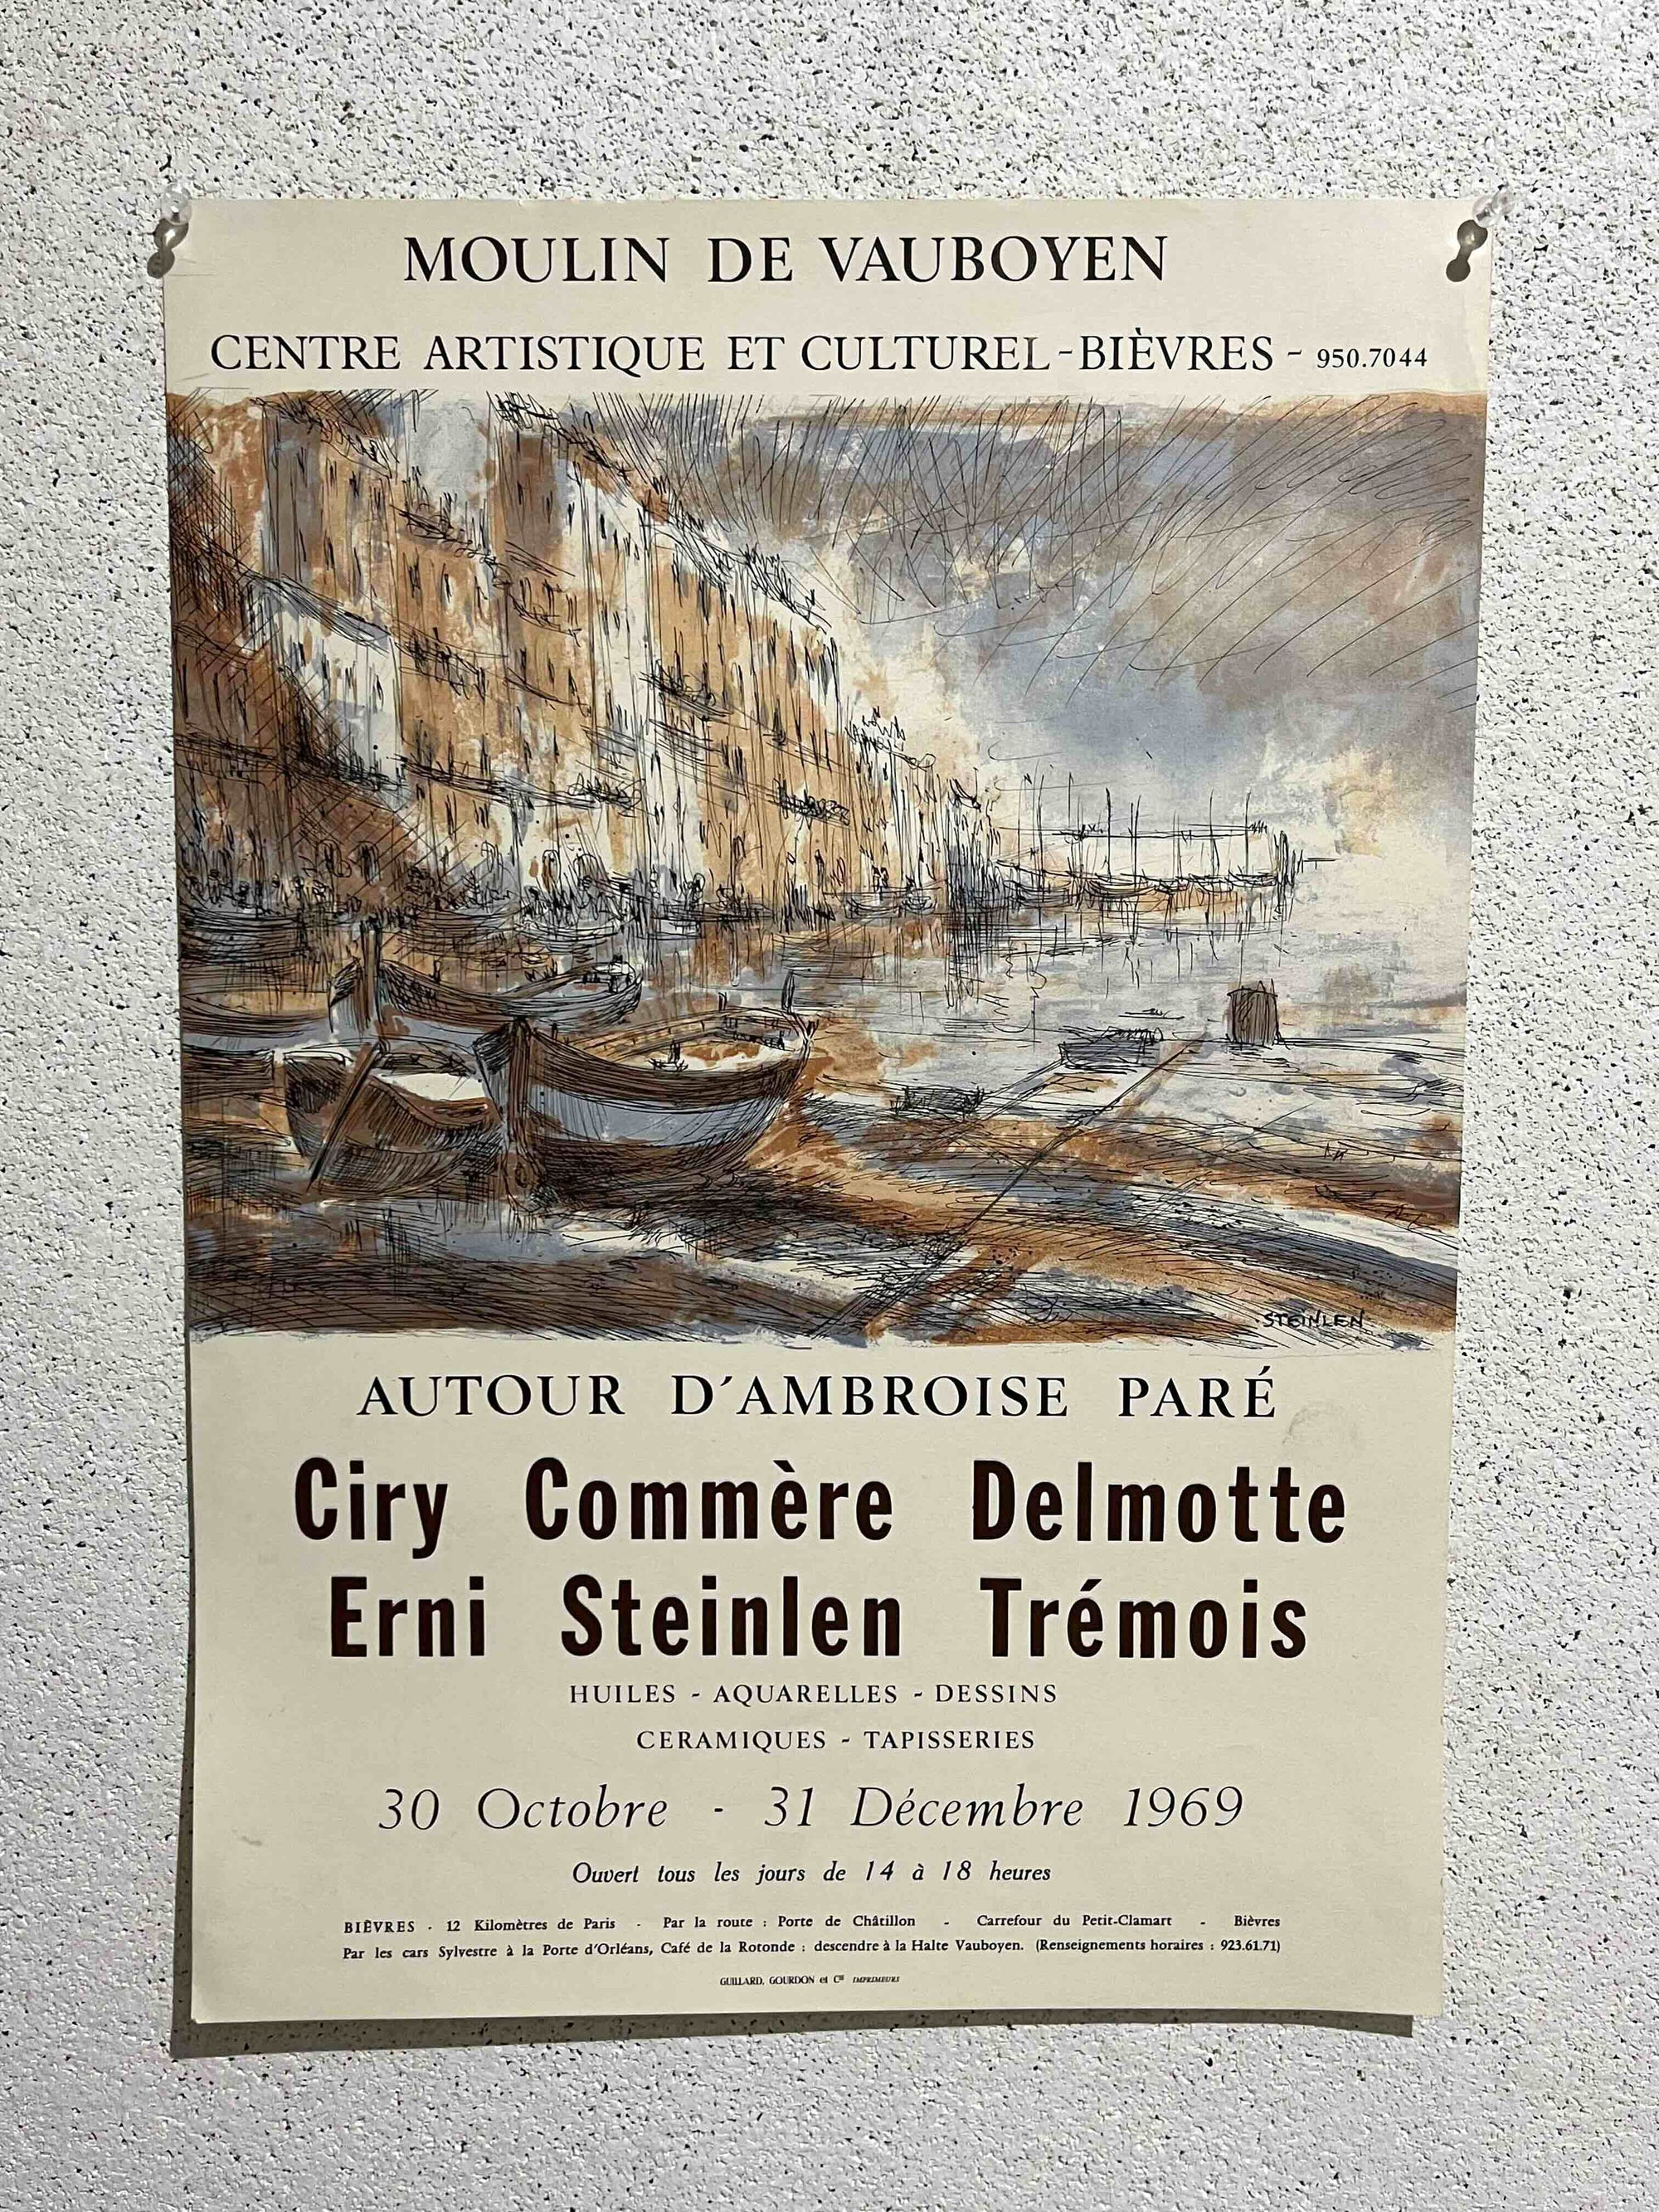 MOULIN DE VAUBOYEN
CENTRE ARTISTIQUE ET CULTUREL - BIÈVRES - 950.7044
STEINLEN
AUTOUR D'AMBROISE PARÉ
Ciry Commère Delmotte
Erni Steinlen Trémois
HUILES - AQUARELLES - DESSINS
CERAMIQUES - TAPISSERIES
30 Octobre - 31 Décembre 1969
Ouvert tous les jours de 14 à 18 heures
BIÈVRES - 12 Kilomètres de Paris - Par la route : Porte de Châtillon - Carrefour du Petit-Clamart - Bièvres
Par les cars Sylvestre à la Porte d'Orléans, Café de la Rotonde : descendre à la Halte Vauboyen. (Renseignements horaires : 923.61.71)
GUILLARD, GOURDON et Cie IMPRIMEURS